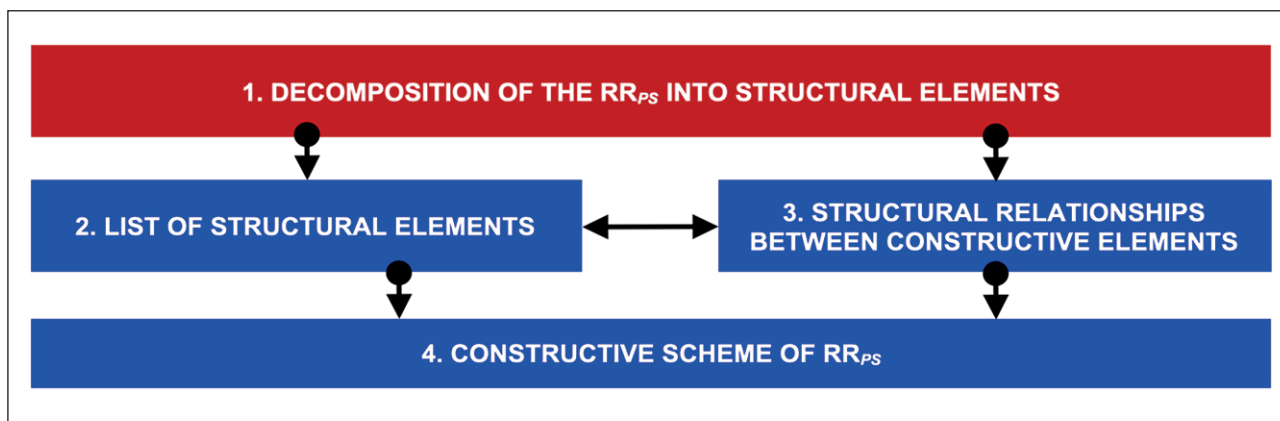 1. DECOMPOSITION OF THE RRPS INTO STRUCTURAL ELEMENTS
2. LIST OF STRUCTURAL ELEMENTS
3. STRUCTURAL RELATIONSHIPS
BETWEEN CONSTRUCTIVE ELEMENTS
4. CONSTRUCTIVE SCHEME OF RRPS